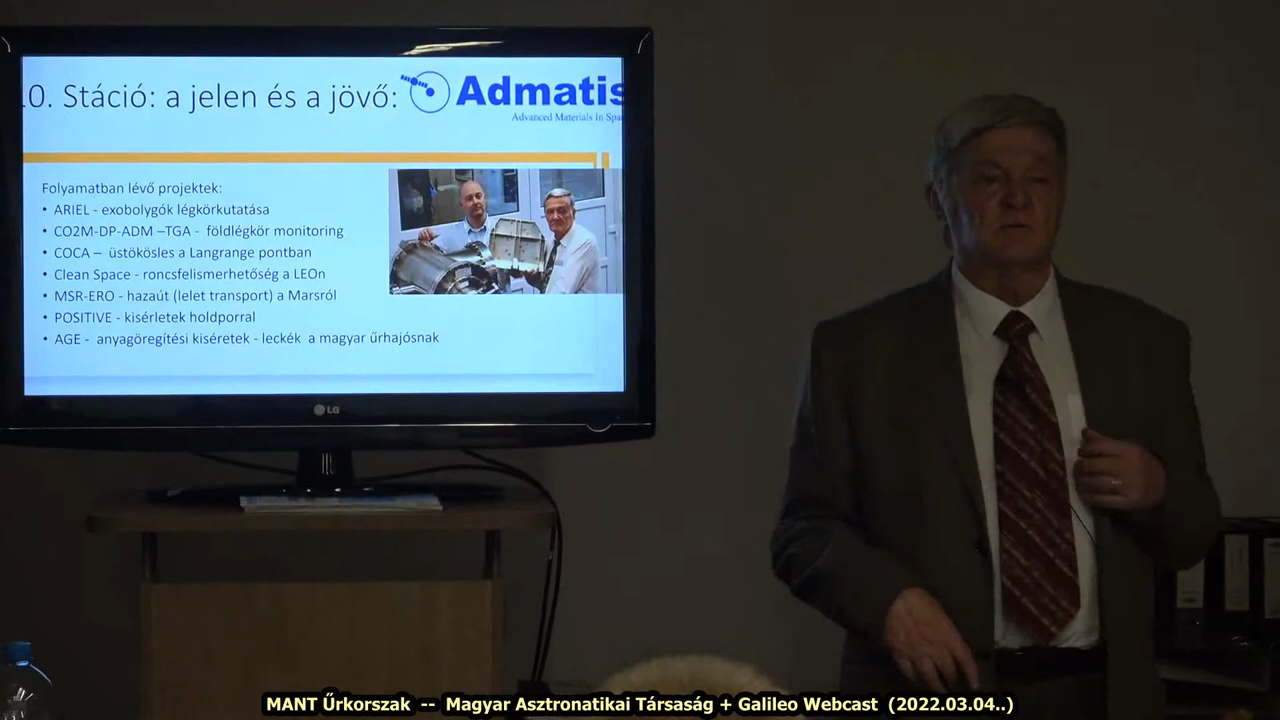 10. Stáció: a jelen és a jövő:
Admatis
Advanced Materials In Spa
Folyamatban lévő projektek:
• ARIEL - exobolygók légkörkutatása
• CO2M-DP-ADM –TGA - földlégkör monitoring
• COCA – üstökösles a Langrange pontban
• Clean Space - roncsfelismerhetőség a LEOn
• MSR-ERO - hazaút (lelet transport) a Marsról
• POSITIVE - kisérletek holdporral
• AGE - anyagöregítési kiséretek - leckék a magyar űrhajósnak
LG
MANT Űrkorszak -- Magyar Asztronatikai Társaság + Galileo Webcast (2022.03.04..)